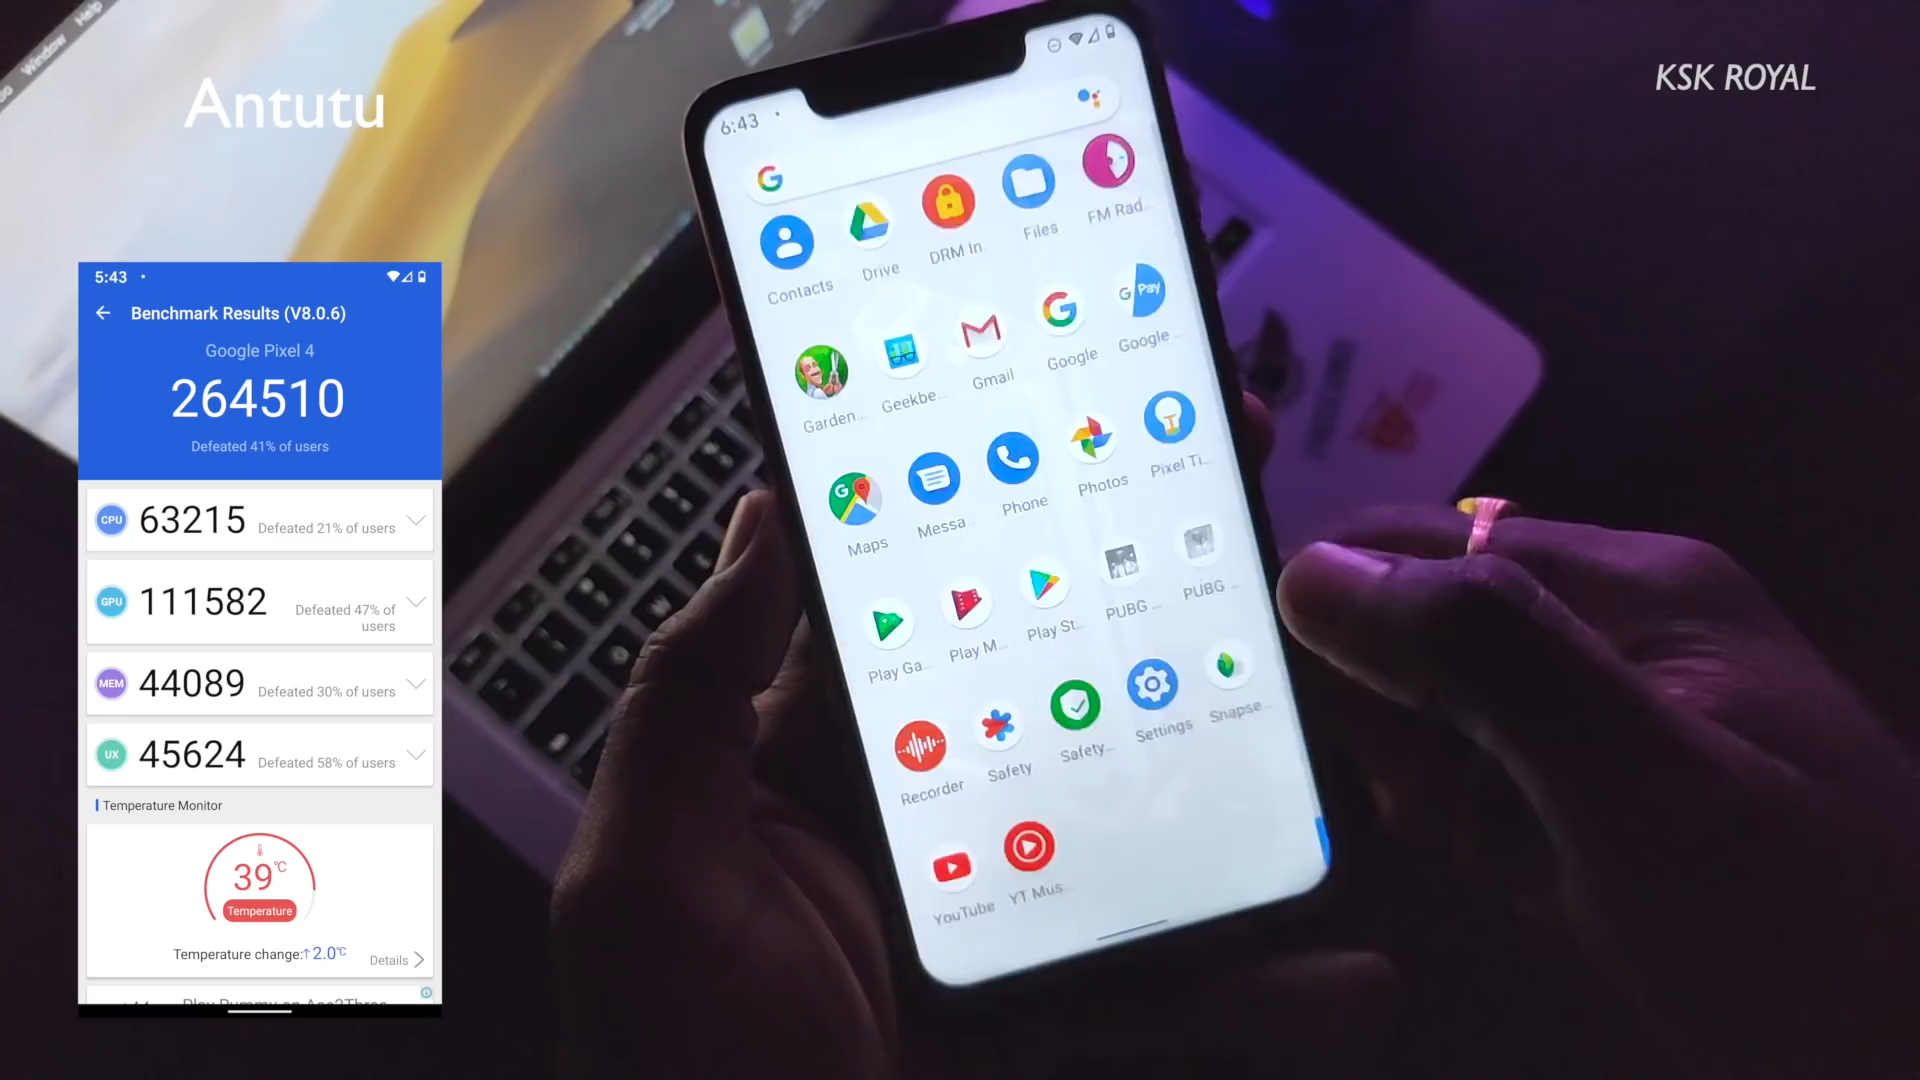 Window Help
Antutu
KSK ROYAL
5:43
Benchmark Results (V8.0.6)
Google Pixel 4
264510
Defeated 41% of users
CPU 63215 Defeated 21% of users
GPU 111582 Defeated 47% of
users
MEM 44089 Defeated 30% of users
UX 45624 Defeated 58% of users
Temperature Monitor
39℃
Temperature
Temperature change:↑2.0℃
Details
6:43
Contacts Drive DRM In... Files FM Rad...
Garden... Geekbe... Gmail Google Google ...
G Pay
Maps Messa... Phone Photos Pixel Ti...
Play Ga... Play M... Play St... PUBG ... PUBG ...
Recorder Safety Safety... Settings Snapse...
YouTube YT Mus...